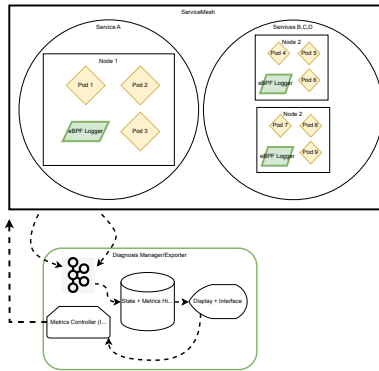 ServiceMesh
Service A
Services B,C,D
Node 1
Pod 1
Pod 2
eBPF Logger
Pod 3
Node 2
Pod 4
Pod 5
eBPF Logger
Pod 6
Node 2
Pod 7
Pod 8
eBPF Logger
Pod 9
Diagnosis Manager/Exporter
State + Metrics Hi...
Display + Interface
Metrics Controller (I...